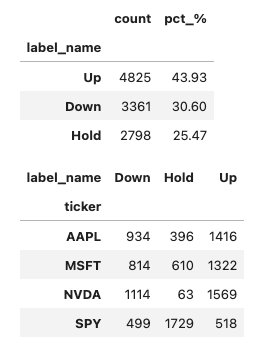 count pct_%
label_name
Up 4825 43.93
Down 3361 30.60
Hold 2798 25.47
label_name Down Hold Up
ticker
AAPL 934 396 1416
MSFT 814 610 1322
NVDA 1114 63 1569
SPY 499 1729 518